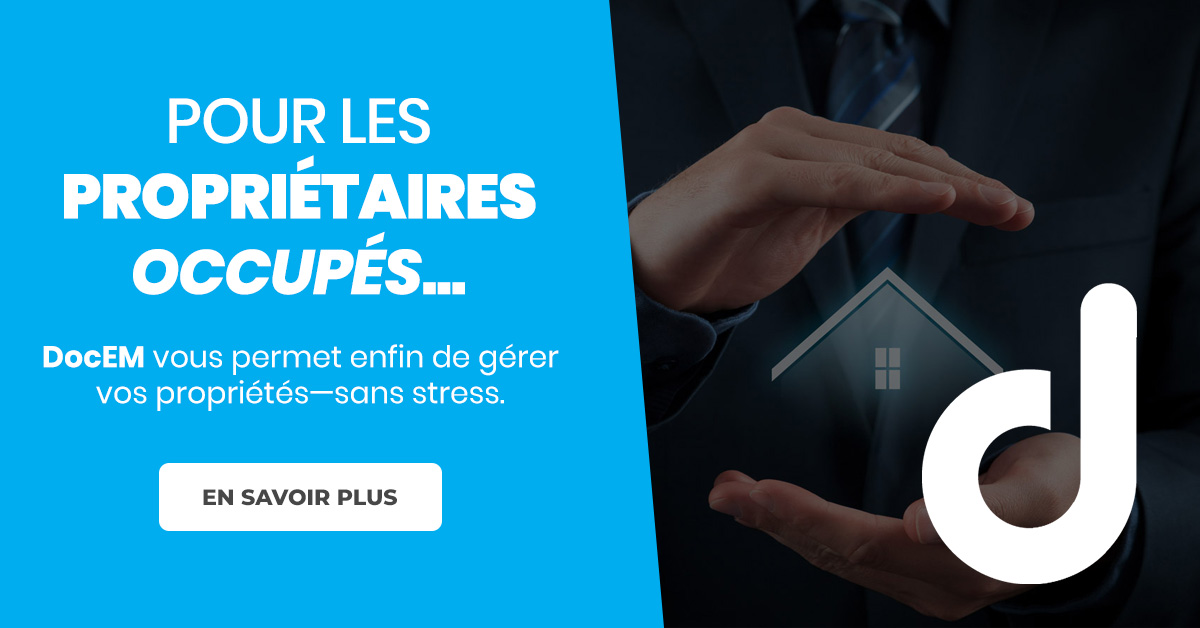 POUR LES
PROPRIÉTAIRES
OCCUPÉS...
DocEM vous permet enfin de gérer
vos propriétés—sans stress.
EN SAVOIR PLUS
d